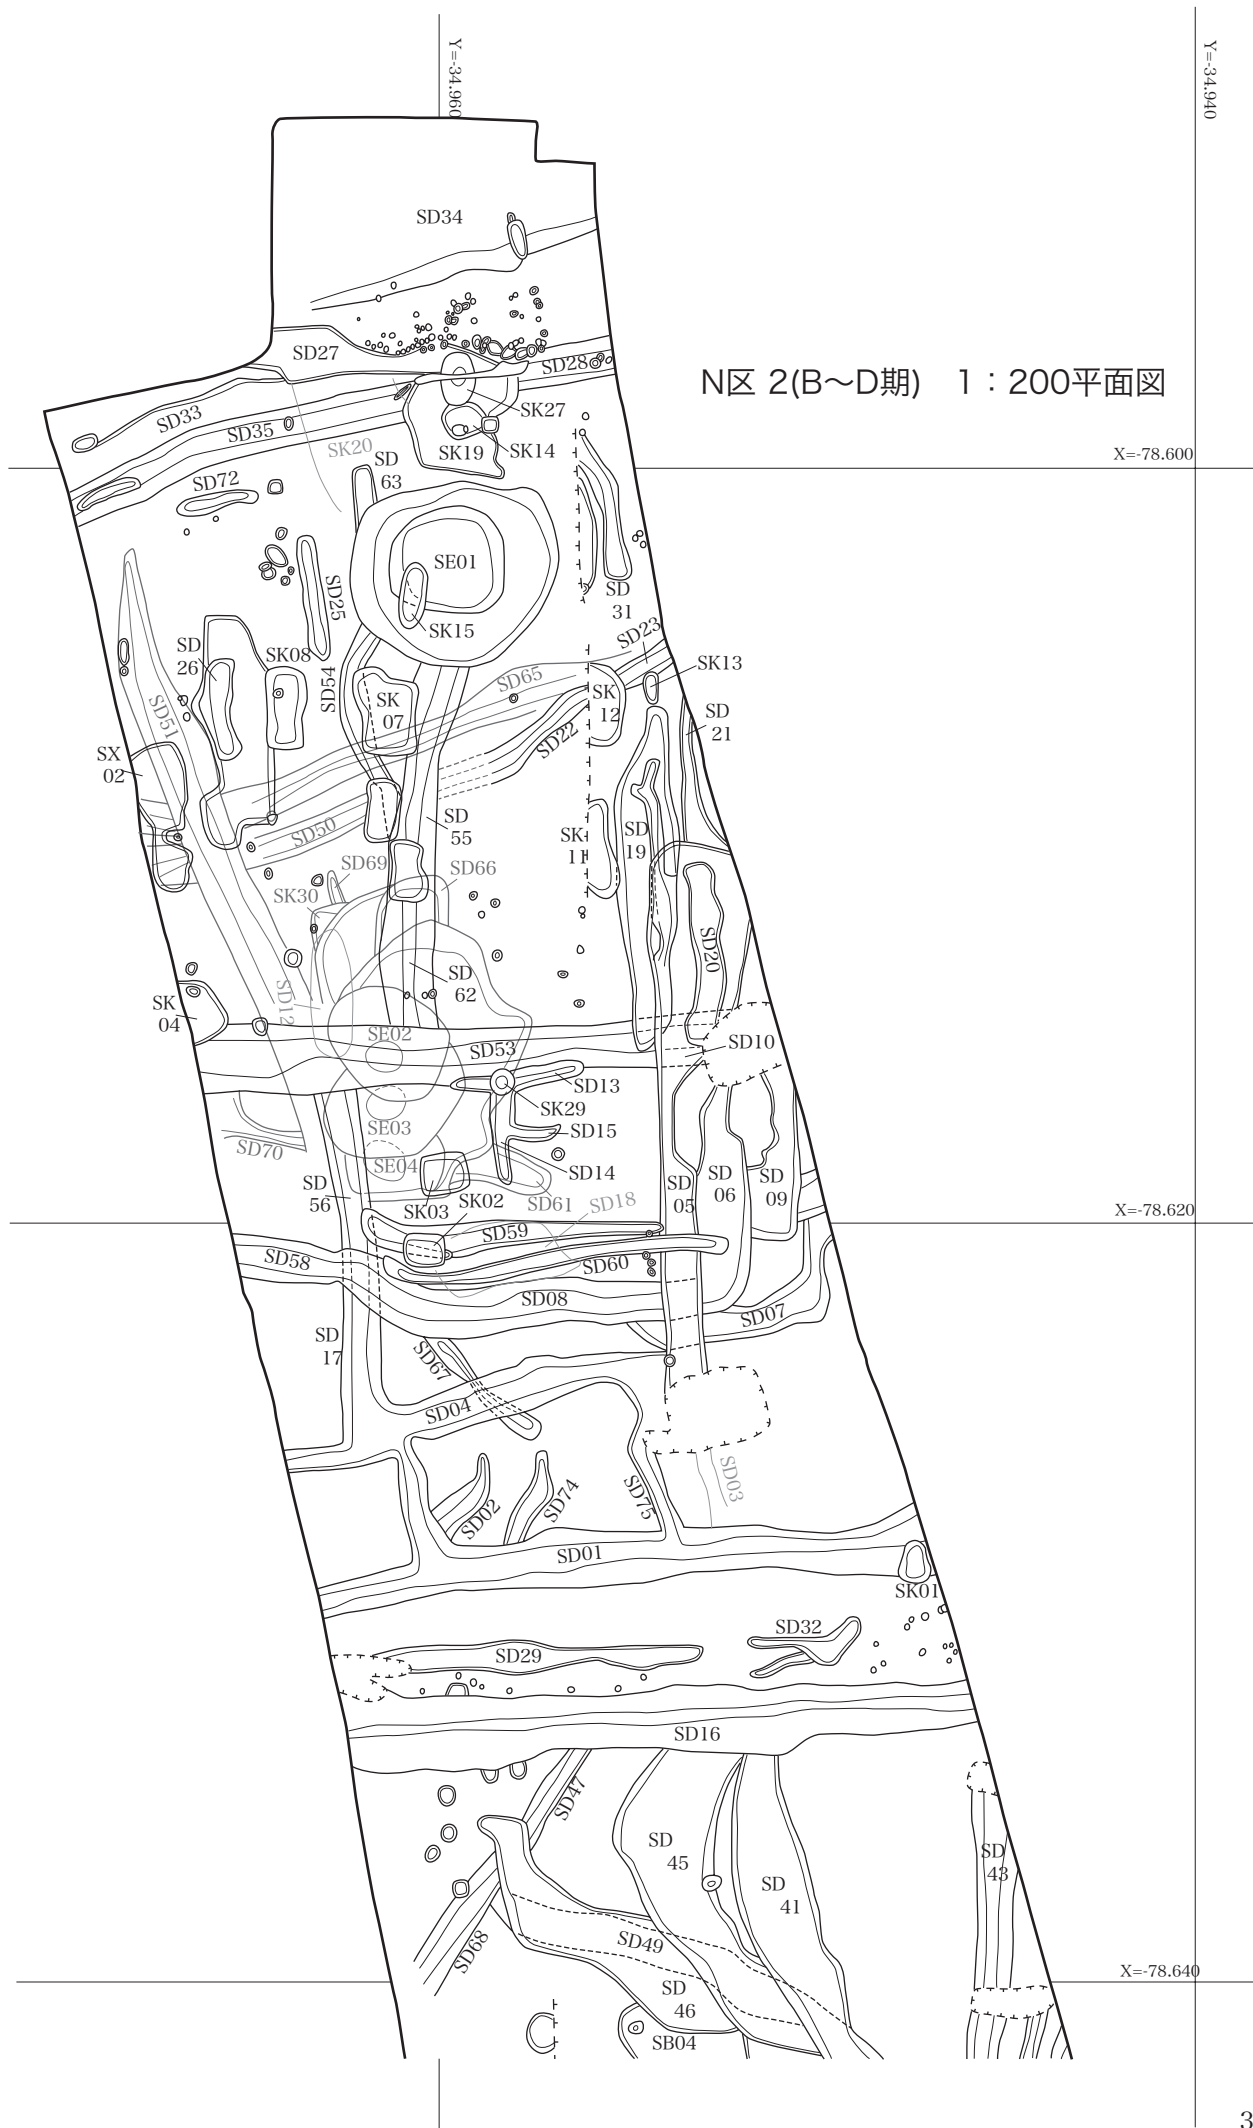 Y=-34.960
Y=-34.940
SD34
SD27
SD28
N区 2(B〜D期) 1：200平面図
SK27
SD33
SD35
SK20
SK19
SK14
X=-78.600
SD
63
SD72
SE01
SD25
SD
31
SK15
SD23
SD
26
SK08
SD54
SD65
SK13
SK
07
SK
12
SD51
SD
21
SD22
SX
02
SD50
SD
55
SK
11
SD
19
SD69
SD66
SK30
SD20
SD
62
SK
04
SD12
SE02
SD53
SD10
SD13
SK29
SE03
SD15
SD70
SE04
SD14
SD
56
SK03
SK02
SD61
SD18
SD
05
SD
06
SD
09
X=-78.620
SD59
SD58
SD60
SD08
SD07
SD
17
SD67
SD04
SD02
SD74
SD75
SD03
SD01
SK01
SD32
SD29
SD16
SD47
SD
45
SD
41
SD
43
SD68
SD49
X=-78.640
SD
46
SB04
3